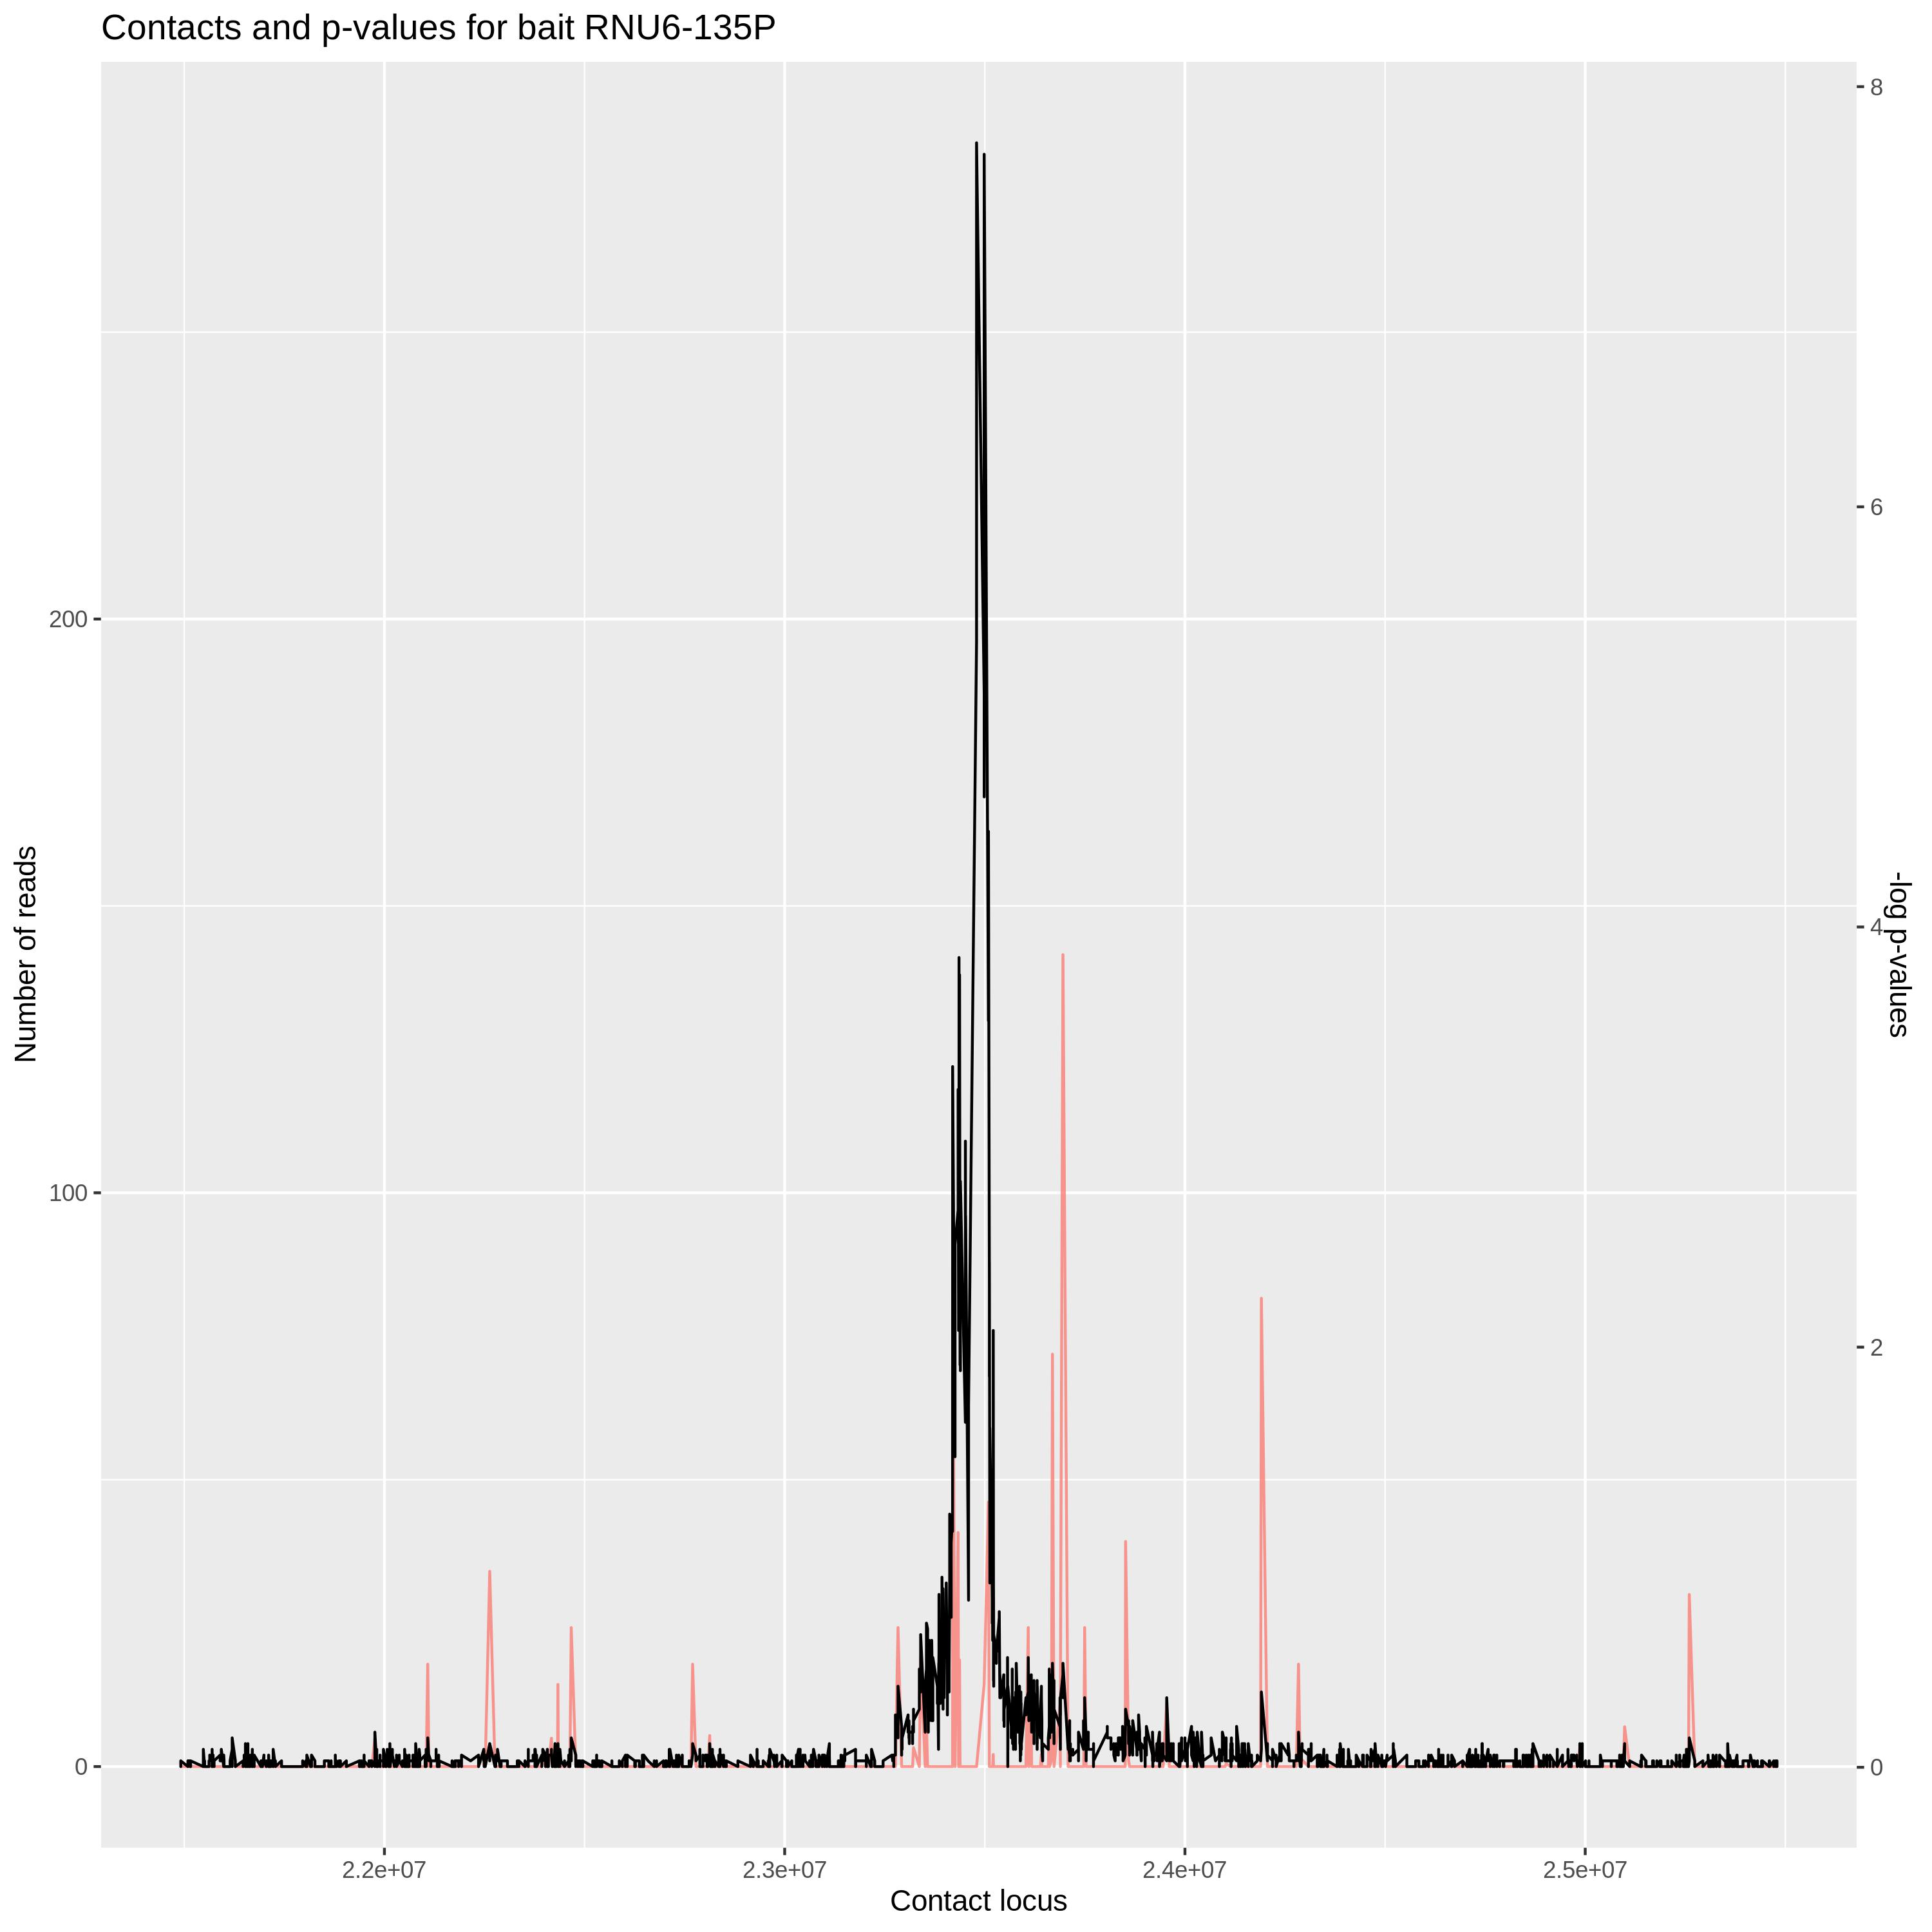 Contacts and p-values for bait RNU6-135P
8
6
200
Number of reads
4
-log p-values
100
2
0
0
2.2e+07
2.3e+07
2.4e+07
2.5e+07
Contact locus